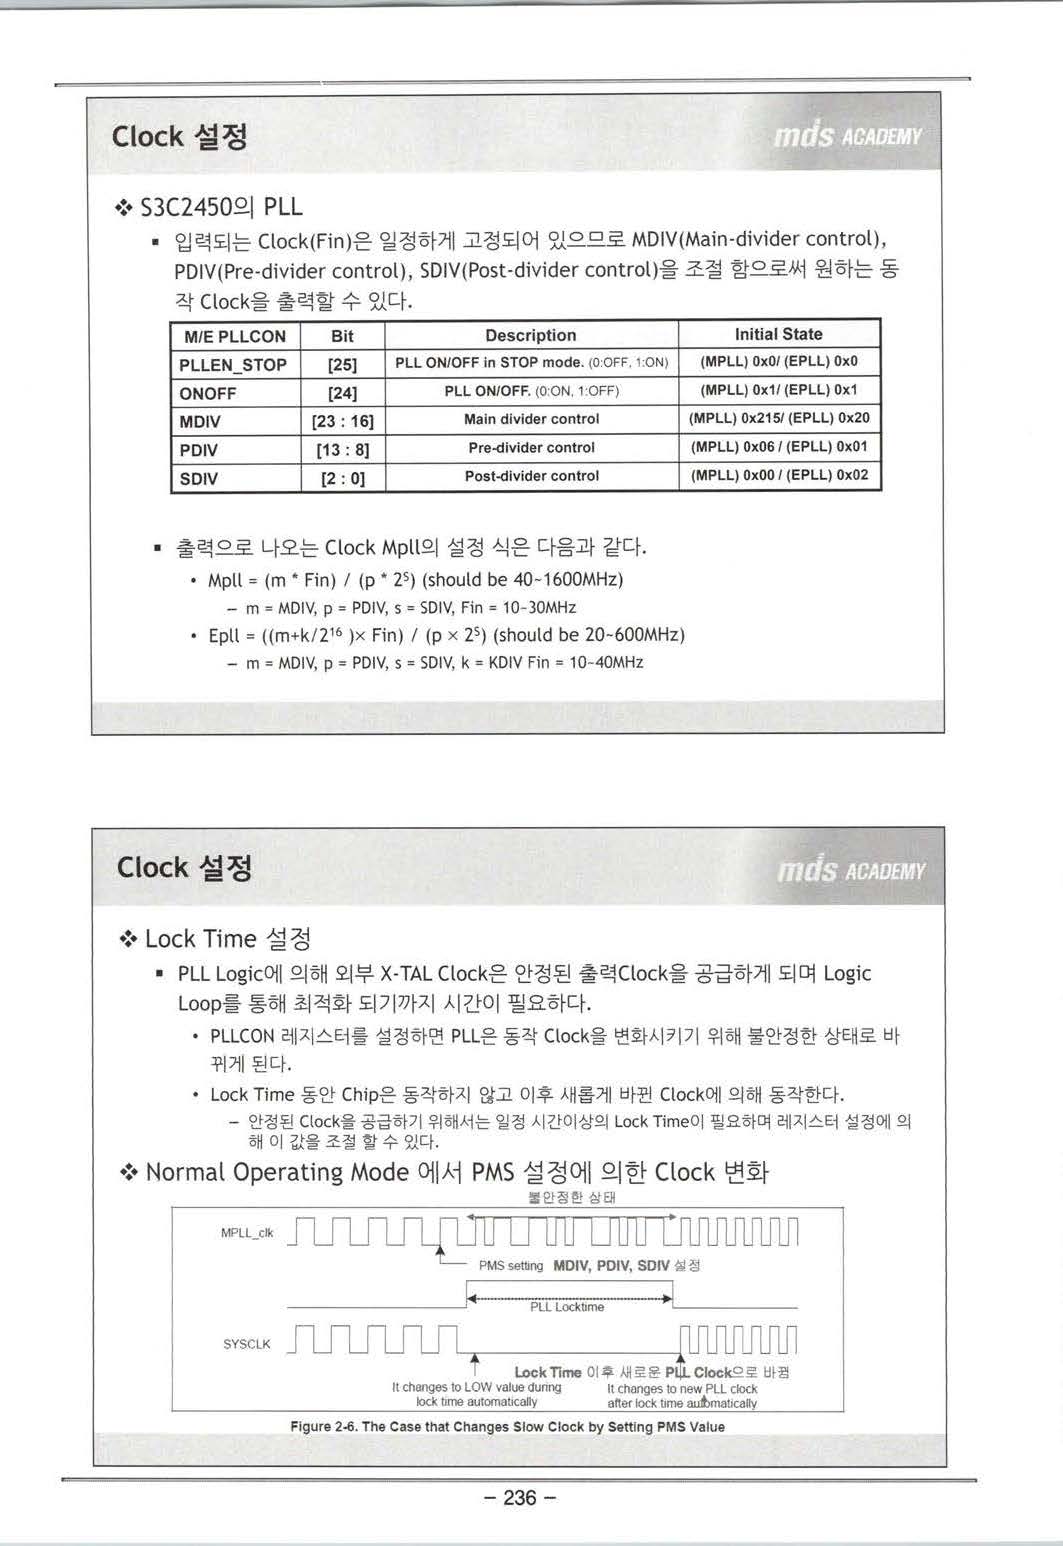 Clock 설정
mds ACADEMY
❖ S3C2450의 PLL
▪ 입력되는 Clock(Fin)은 일정하게 고정되어 있으므로 MDIV(Main-divider control),
PDIV(Pre-divider control), SDIV(Post-divider control)을 조절 함으로써 원하는 동
작 Clock을 출력할 수 있다.
M/E PLLCON Bit Description Initial State
PLLEN_STOP [25] PLL ON/OFF in STOP mode. (0:OFF, 1:ON) (MPLL) 0x0/ (EPLL) 0x0
ONOFF [24] PLL ON/OFF. (0:ON, 1:OFF) (MPLL) 0x1/ (EPLL) 0x1
MDIV [23 : 16] Main divider control (MPLL) 0x215/ (EPLL) 0x20
PDIV [13 : 8] Pre-divider control (MPLL) 0x06 / (EPLL) 0x01
SDIV [2 : 0] Post-divider control (MPLL) 0x00 / (EPLL) 0x02
▪ 출력으로 나오는 Clock Mpll의 설정 식은 다음과 같다.
• Mpll = (m * Fin) / (p * 2ˢ) (should be 40~1600MHz)
– m = MDIV, p = PDIV, s = SDIV, Fin = 10~30MHz
• Epll = ((m+k/2¹⁶ )x Fin) / (p x 2ˢ) (should be 20~600MHz)
– m = MDIV, p = PDIV, s = SDIV, k = KDIV Fin = 10~40MHz
Clock 설정
mds ACADEMY
❖ Lock Time 설정
▪ PLL Logic에 의해 외부 X-TAL Clock은 안정된 출력Clock을 공급하게 되며 Logic
Loop를 통해 최적화 되기까지 시간이 필요하다.
• PLLCON 레지스터를 설정하면 PLL은 동작 Clock을 변화시키기 위해 불안정한 상태로 바
뀌게 된다.
• Lock Time 동안 Chip은 동작하지 않고 이후 새롭게 바뀐 Clock에 의해 동작한다.
– 안정된 Clock을 공급하기 위해서는 일정 시간이상의 Lock Time이 필요하며 레지스터 설정에 의
해 이 값을 조절 할 수 있다.
❖ Normal Operating Mode 에서 PMS 설정에 의한 Clock 변화
불안정한 상태
MPLL_clk
PMS setting MDIV, PDIV, SDIV 설정
PLL Locktime
SYSCLK
Lock Time 이후 새로운 PLL Clock으로 바뀜
It changes to LOW value during
lock time automatically
It changes to new PLL clock
after lock time automatically
Figure 2-6. The Case that Changes Slow Clock by Setting PMS Value
– 236 –